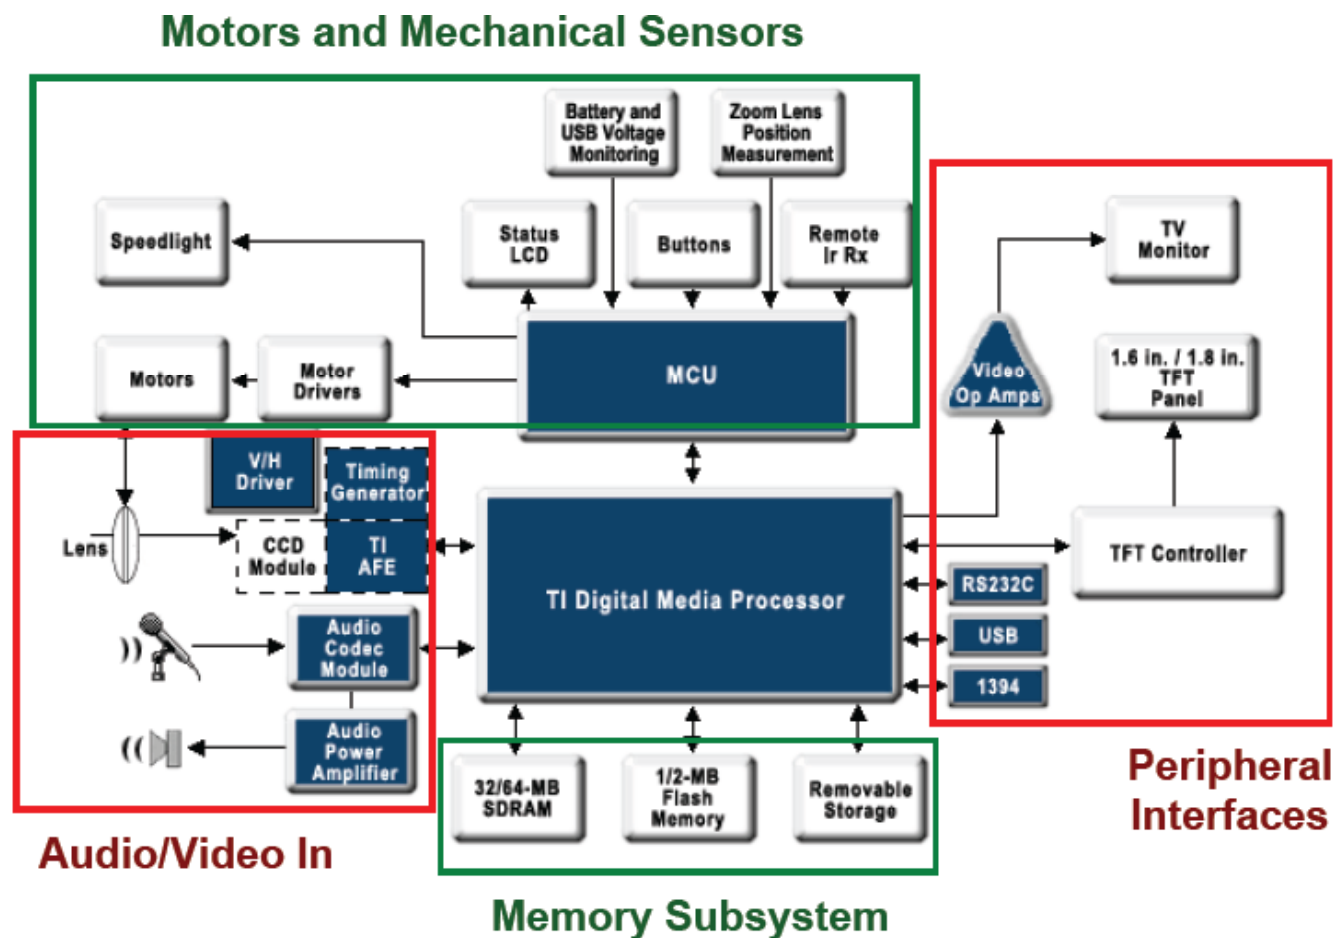 Motors and Mechanical Sensors
Battery and
USB Voltage
Monitoring
Zoom Lens
Position
Measurement
Speedlight
Status
LCD
Buttons
Remote
Ir Rx
TV
Monitor
Motors
Motor
Drivers
MCU
Video
Op Amps
1.6 in. / 1.8 in.
TFT
Panel
V/H
Driver
Timing
Generator
Lens
CCD
Module
TI
AFE
TI Digital Media Processor
TFT Controller
RS232C
USB
1394
Audio
Codec
Module
Audio
Power
Amplifier
32/64-MB
SDRAM
1/2-MB
Flash
Memory
Removable
Storage
Peripheral
Interfaces
Audio/Video In
Memory Subsystem